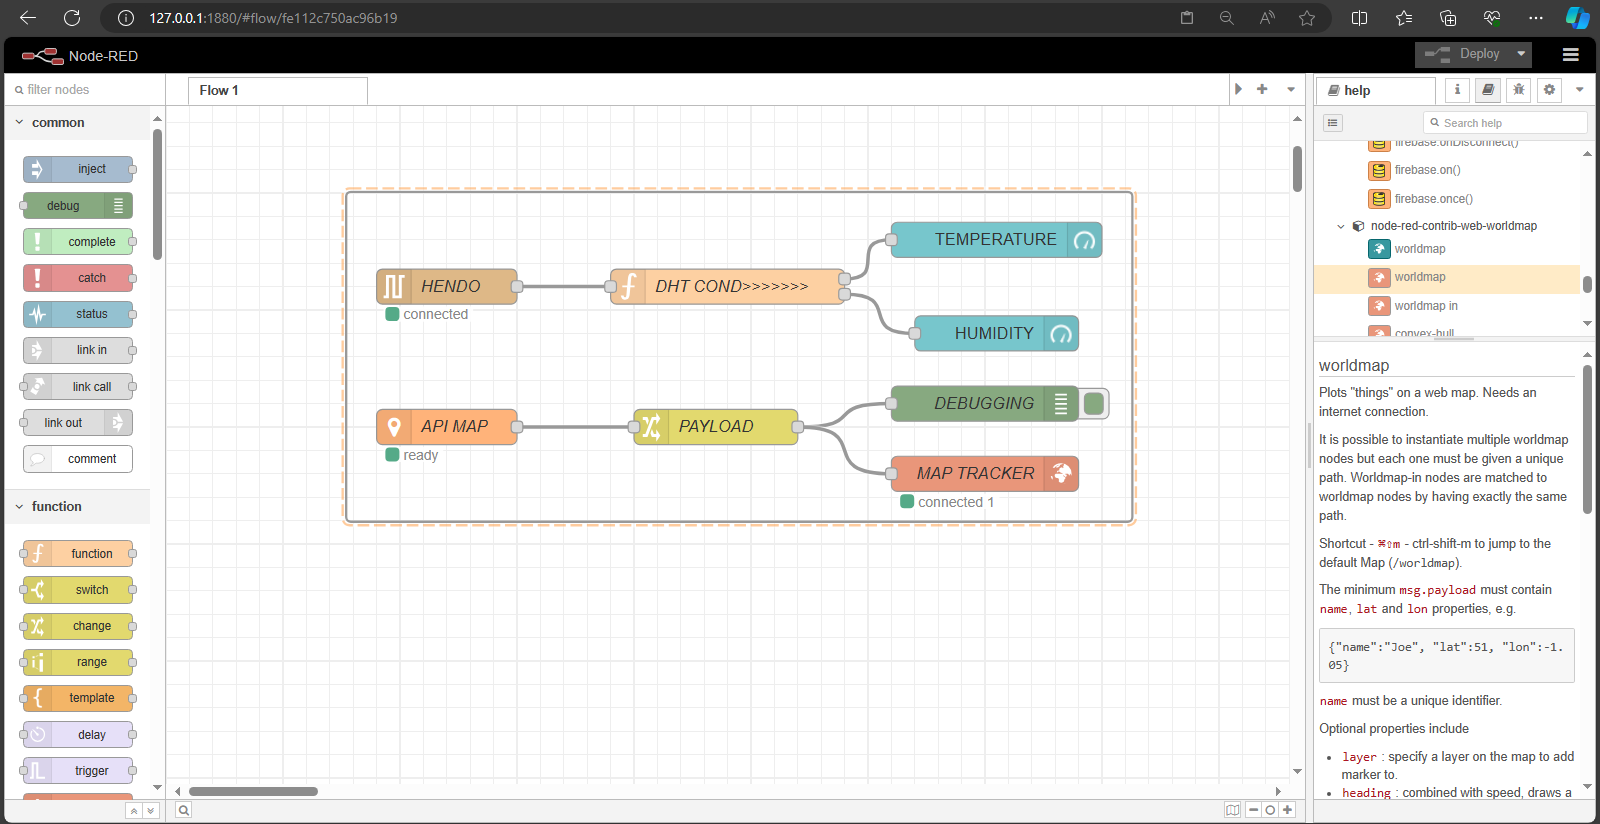 127.0.0.1:1880/#flow/fe112c750ac96b19
Node-RED
Deploy
filter nodes
common
inject
debug
complete
catch
status
link in
link call
link out
comment
function
function
switch
change
range
template
delay
trigger
Flow 1
HENDO
connected
DHT COND>>>>>>>
TEMPERATURE
HUMIDITY
API MAP
ready
PAYLOAD
DEBUGGING
MAP TRACKER
connected 1
help
Search help
firebase.onDisconnect()
firebase.on()
firebase.once()
node-red-contrib-web-worldmap
worldmap
worldmap
worldmap in
convex-hull
worldmap
Plots "things" on a web map. Needs an
internet connection.
It is possible to instantiate multiple worldmap
nodes but each one must be given a unique
path. Worldmap-in nodes are matched to
worldmap nodes by having exactly the same
path.
Shortcut - ⌘⇧m - ctrl-shift-m to jump to the
default Map (/worldmap).
The minimum msg.payload must contain
name, lat and lon properties, e.g.
{"name":"Joe", "lat":51, "lon":-1.
05}
name must be a unique identifier.
Optional properties include
• layer : specify a layer on the map to add
marker to.
• heading : combined with speed, draws a